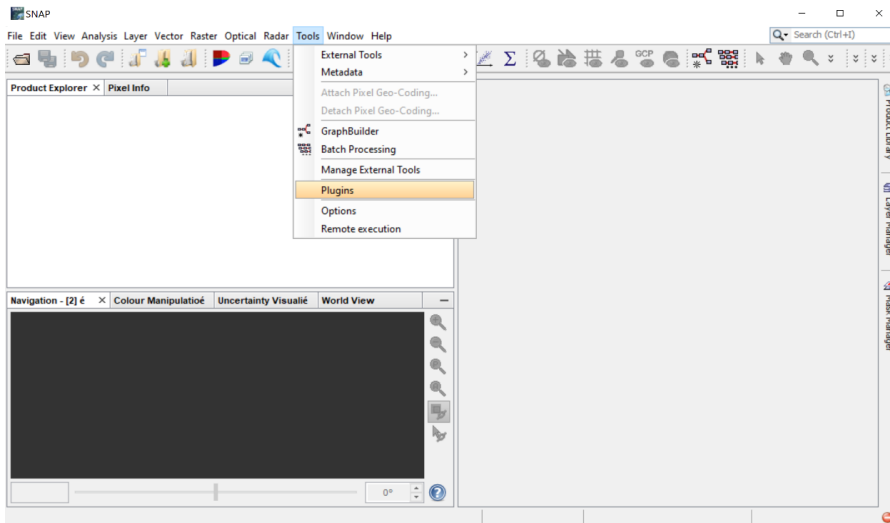 SNAP
File Edit View Analysis Layer Vector Raster Optical Radar Tools Window Help
Search (Ctrl+I)
GCP
Product Explorer × Pixel Info
External Tools
Metadata
Attach Pixel Geo-Coding...
Detach Pixel Geo-Coding...
GraphBuilder
Batch Processing
Manage External Tools
Plugins
Options
Remote execution
Product Library
Layer Manager
Mask Manager
Navigation - [2] é × Colour Manipulatioé Uncertainty Visualié World View
0°